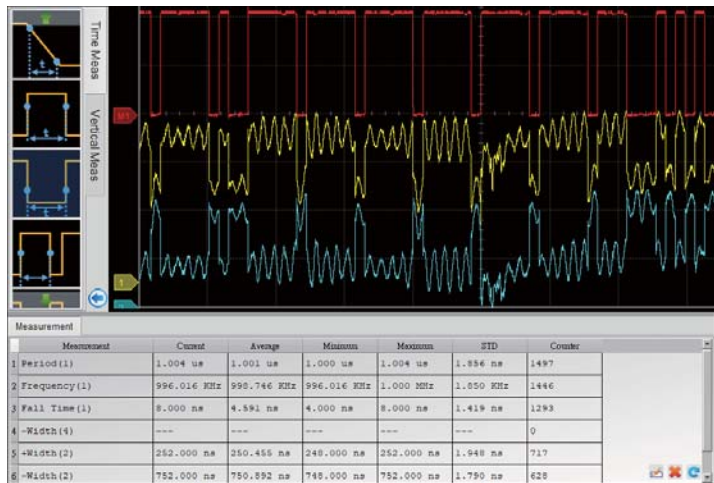 Time Meas
Vertical Meas
t
t
t
t
M1
1
2
Measurement
Measurement Current Average Minimum Maximum STD Counter
1 Period(1) 1.004 us 1.001 us 1.000 us 1.004 us 1.856 ns 1497
2 Frequency(1) 996.016 KHz 998.746 KHz 996.016 KHz 1.000 MHz 1.850 KHz 1446
3 Fall Time(1) 8.000 ns 4.591 ns 4.000 ns 8.000 ns 1.419 ns 1293
4 -Width(4) --- --- --- --- --- 0
5 +Width(2) 252.000 ns 250.455 ns 248.000 ns 252.000 ns 1.948 ns 717
6 -Width(2) 752.000 ns 750.892 ns 748.000 ns 752.000 ns 1.790 ns 628